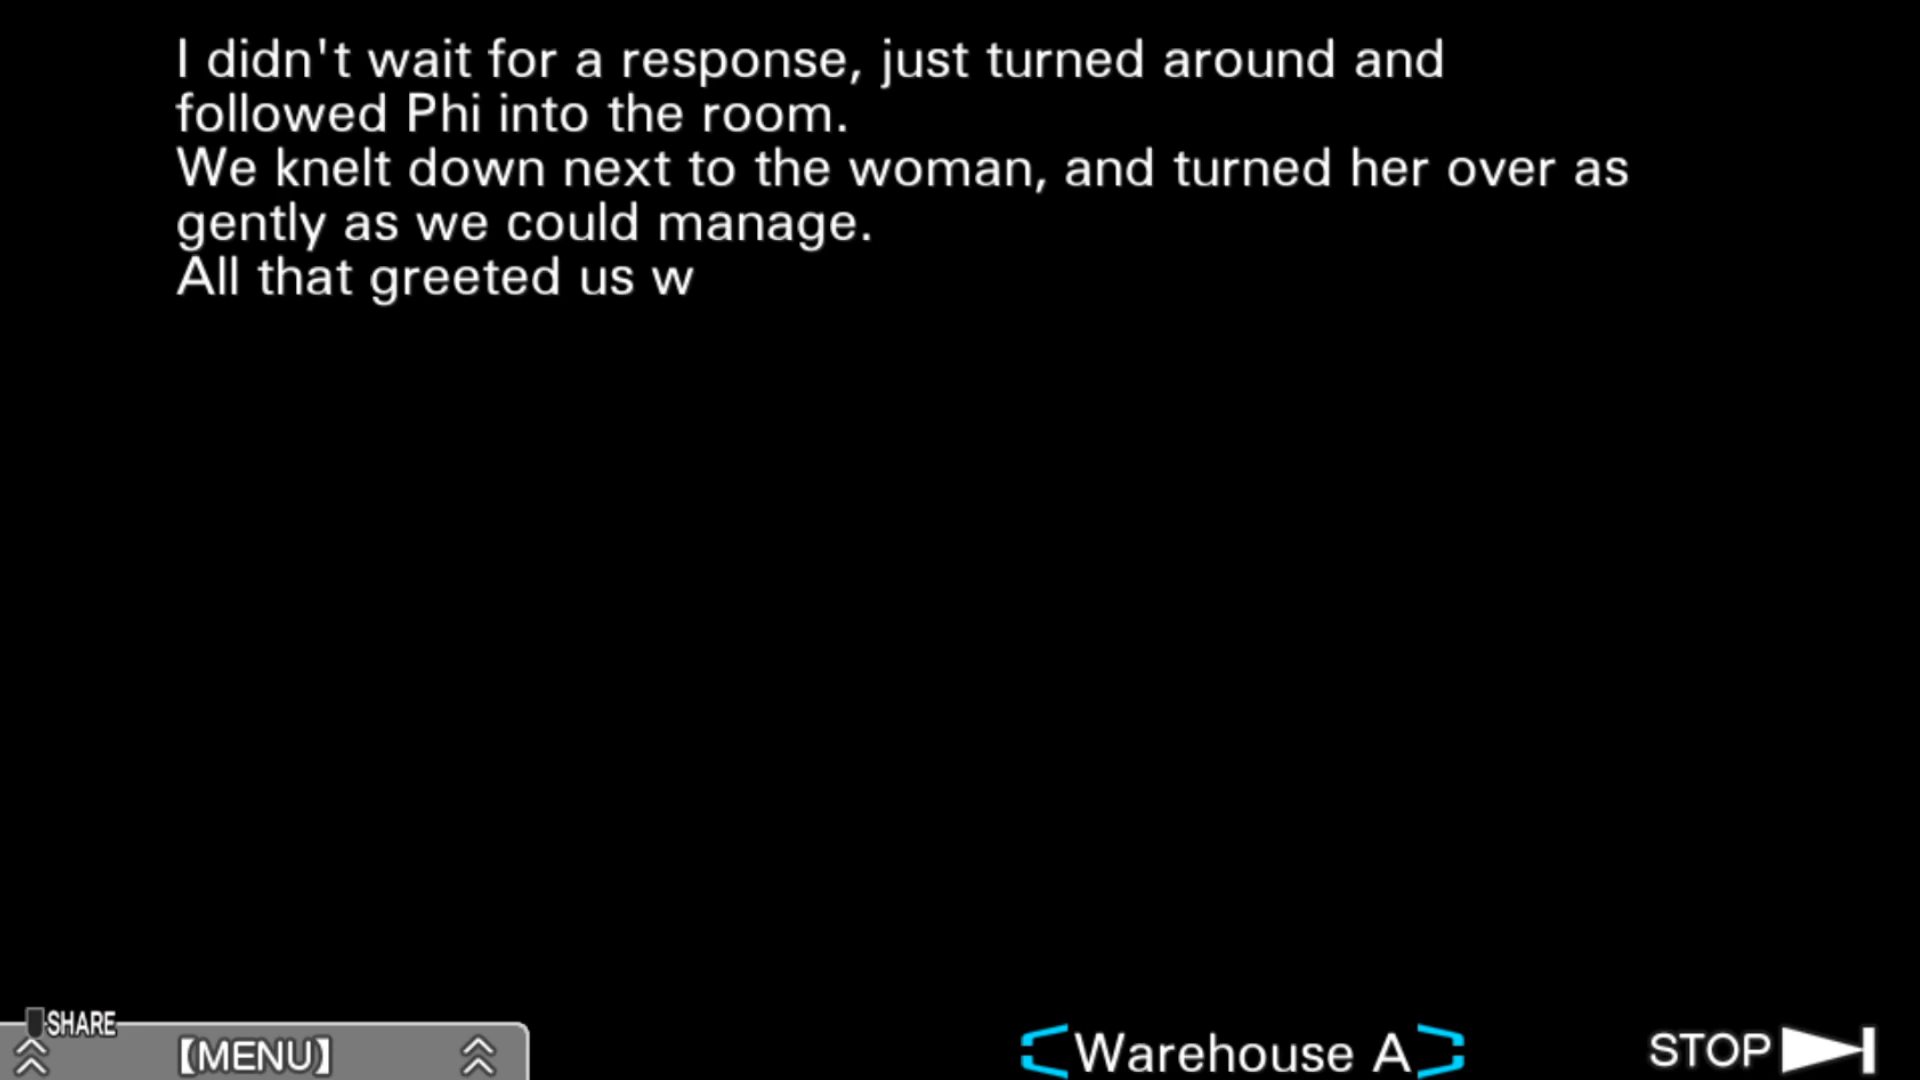 I didn't wait for a response, just turned around and
followed Phi into the room.
We knelt down next to the woman, and turned her over as
gently as we could manage.
All that greeted us w
SHARE
【MENU】
Warehouse A
STOP